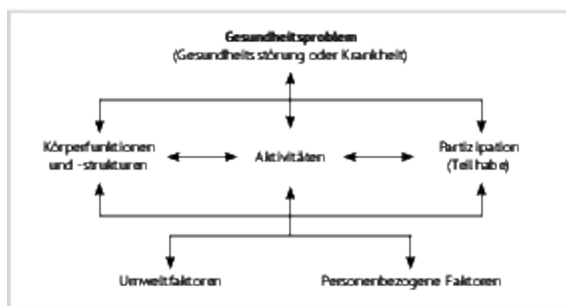 Gesundheitsproblem
(Gesundheitsstörung oder Krankheit)
Körperfunktionen
und -strukturen
Aktivitäten
Partizipation
(Teilhabe)
Umweltfaktoren
Personenbezogene Faktoren